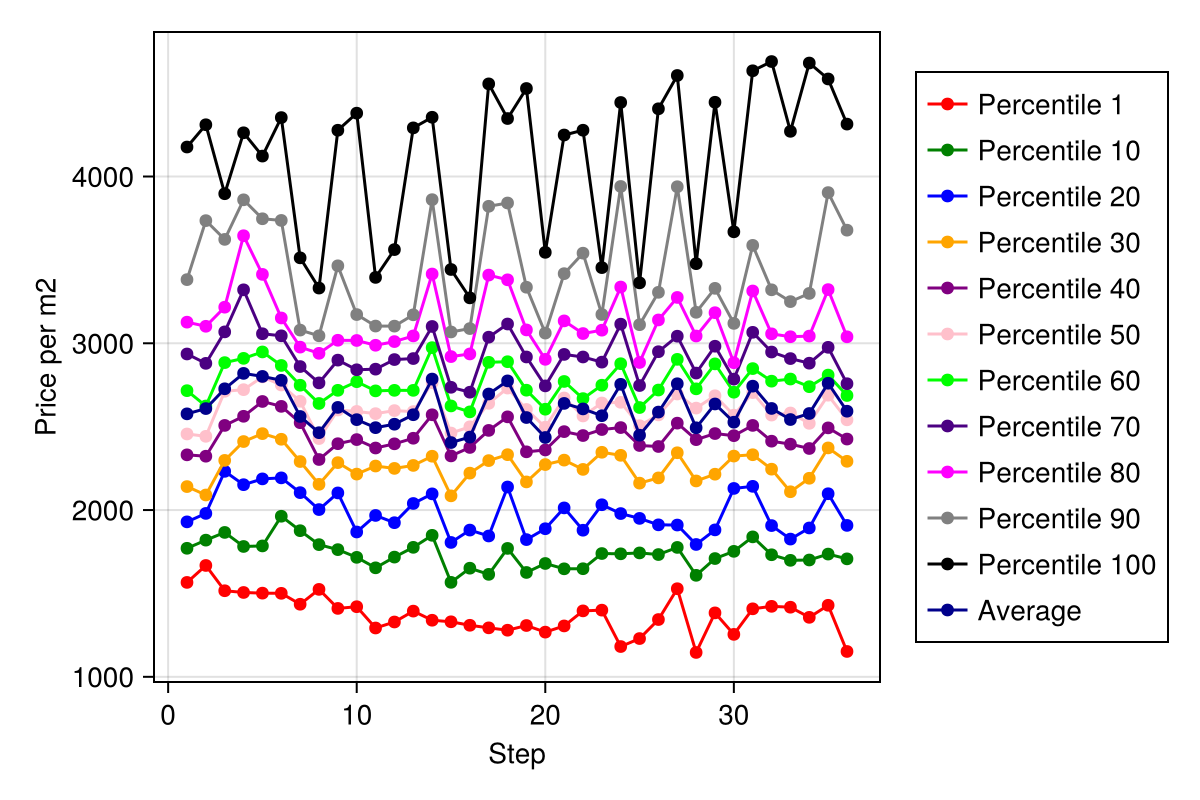 Price per m2
4000
3000
2000
1000
0 10 20 30
Step
Percentile 1
Percentile 10
Percentile 20
Percentile 30
Percentile 40
Percentile 50
Percentile 60
Percentile 70
Percentile 80
Percentile 90
Percentile 100
Average